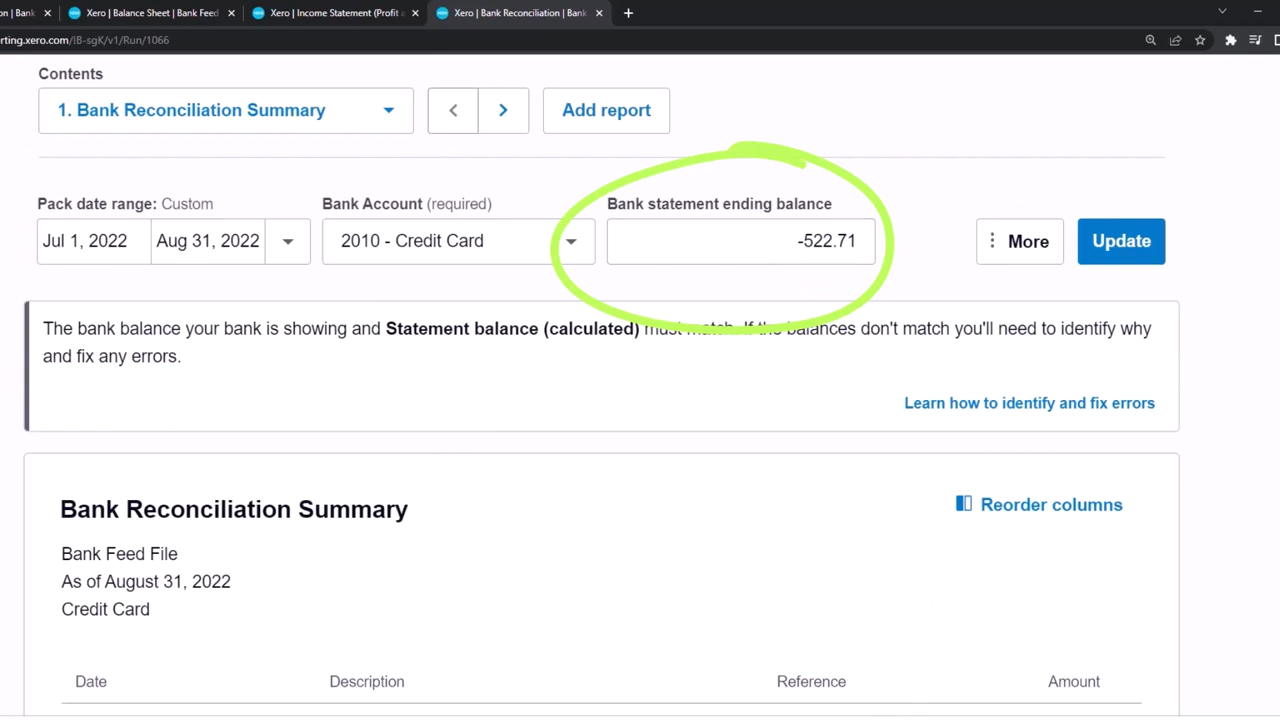 on | Bank
Xero | Balance Sheet | Bank Feed
Xero | Income Statement (Profit a
Xero | Bank Reconciliation | Bank
rting.xero.com/!B-sgK/v1/Run/1066
Contents
1. Bank Reconciliation Summary
Add report
Pack date range: Custom
Bank Account (required)
Bank statement ending balance
Jul 1, 2022
Aug 31, 2022
2010 - Credit Card
-522.71
More
Update
The bank balance your bank is showing and Statement balance (calculated) must match. If the balances don't match you'll need to identify why
and fix any errors.
Learn how to identify and fix errors
Bank Reconciliation Summary
Reorder columns
Bank Feed File
As of August 31, 2022
Credit Card
Date Description Reference Amount